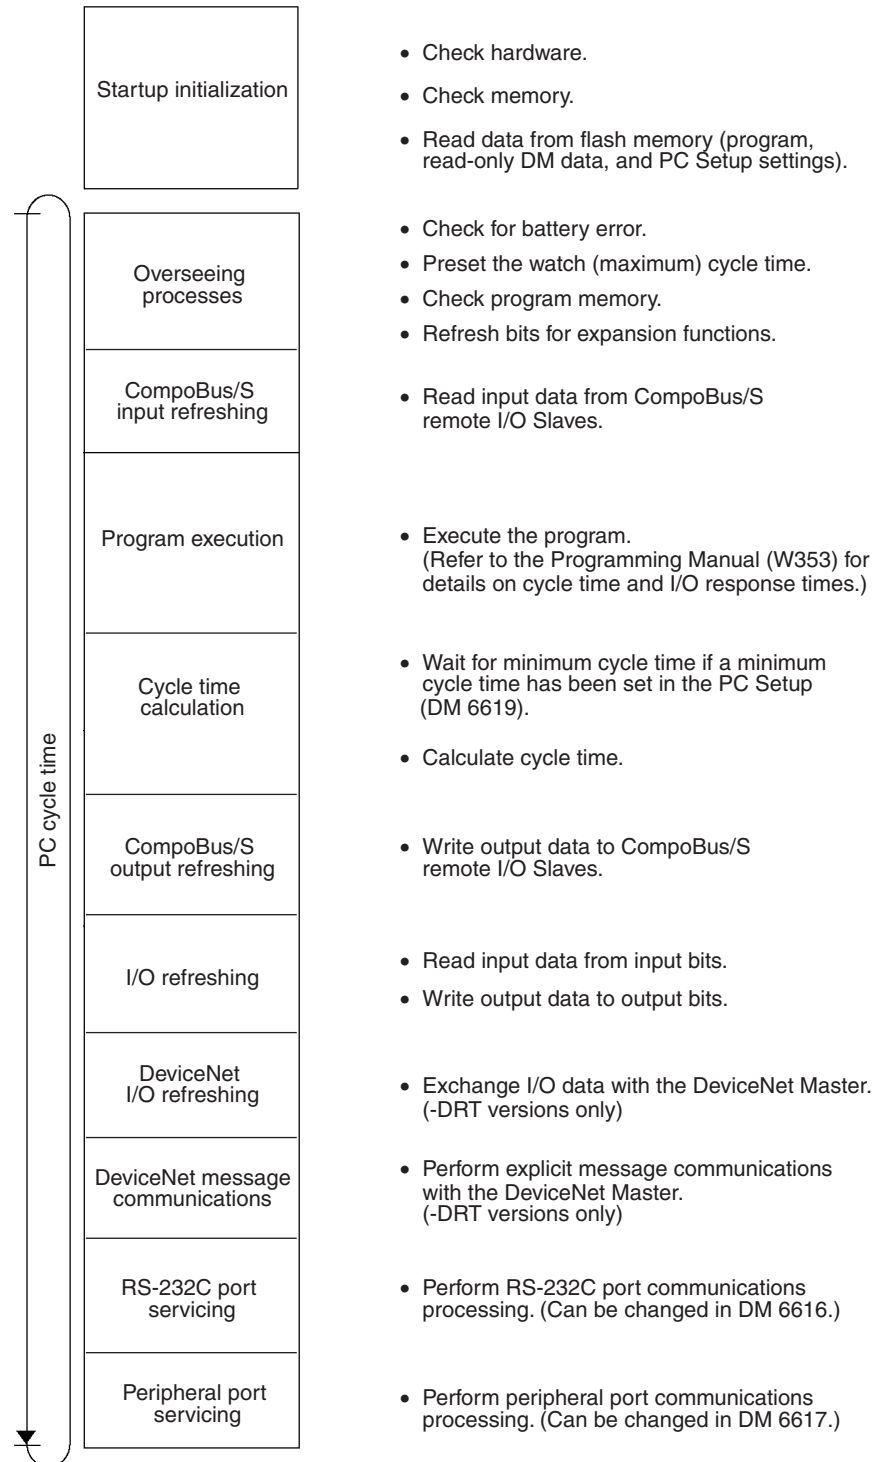 Startup initialization
• Check hardware.
• Check memory.
• Read data from flash memory (program,
read-only DM data, and PC Setup settings).
PC cycle time
Overseeing
processes
• Check for battery error.
• Preset the watch (maximum) cycle time.
• Check program memory.
• Refresh bits for expansion functions.
CompoBus/S
input refreshing
• Read input data from CompoBus/S
remote I/O Slaves.
Program execution
• Execute the program.
(Refer to the Programming Manual (W353) for
details on cycle time and I/O response times.)
Cycle time
calculation
• Wait for minimum cycle time if a minimum
cycle time has been set in the PC Setup
(DM 6619).
• Calculate cycle time.
CompoBus/S
output refreshing
• Write output data to CompoBus/S
remote I/O Slaves.
I/O refreshing
• Read input data from input bits.
• Write output data to output bits.
DeviceNet
I/O refreshing
• Exchange I/O data with the DeviceNet Master.
(-DRT versions only)
DeviceNet message
communications
• Perform explicit message communications
with the DeviceNet Master.
(-DRT versions only)
RS-232C port
servicing
• Perform RS-232C port communications
processing. (Can be changed in DM 6616.)
Peripheral port
servicing
• Perform peripheral port communications
processing. (Can be changed in DM 6617.)